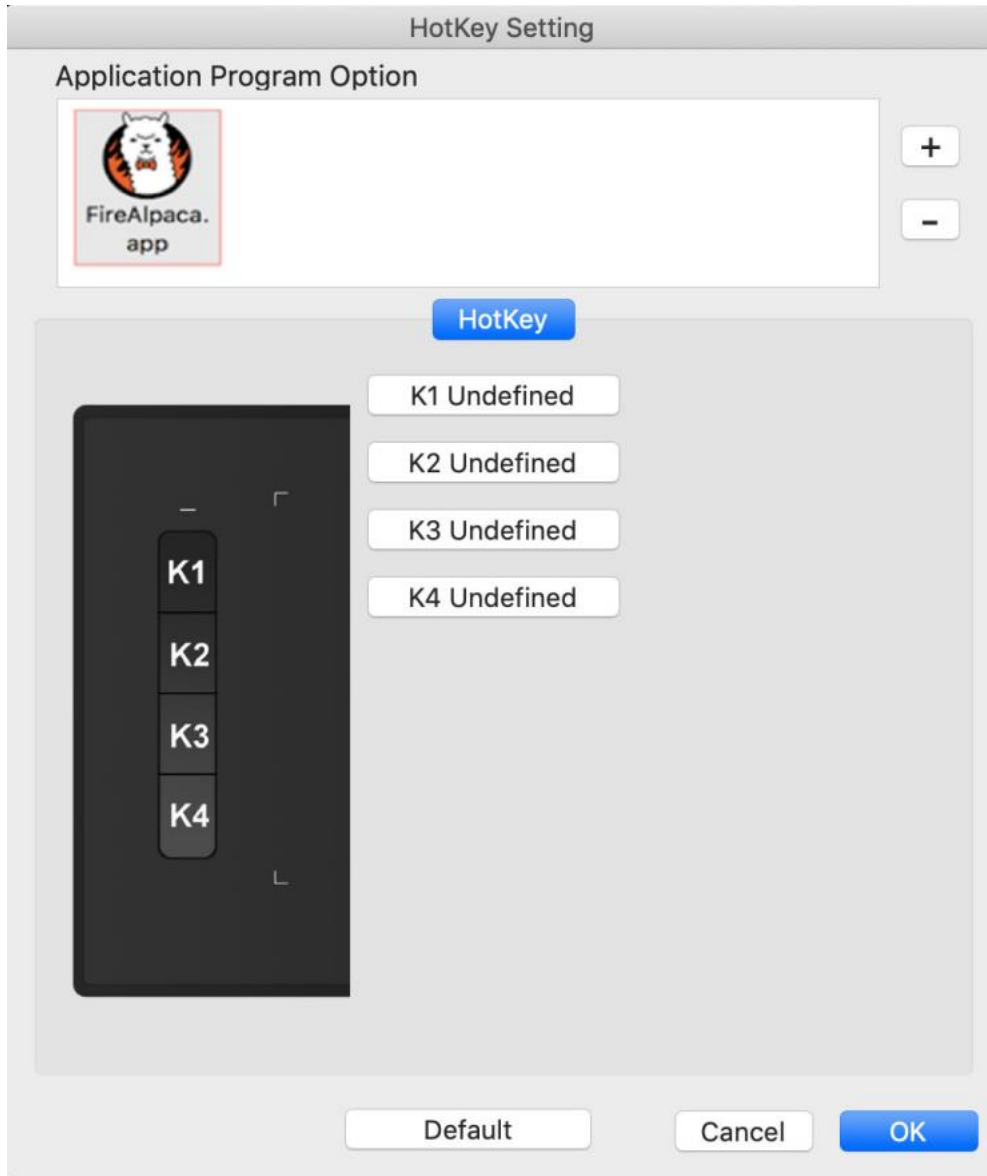 HotKey Setting
Application Program Option
+
FireAlpaca.
app
-
HotKey
K1 Undefined
K2 Undefined
K3 Undefined
K4 Undefined
K1
K2
K3
K4
Default
Cancel
OK